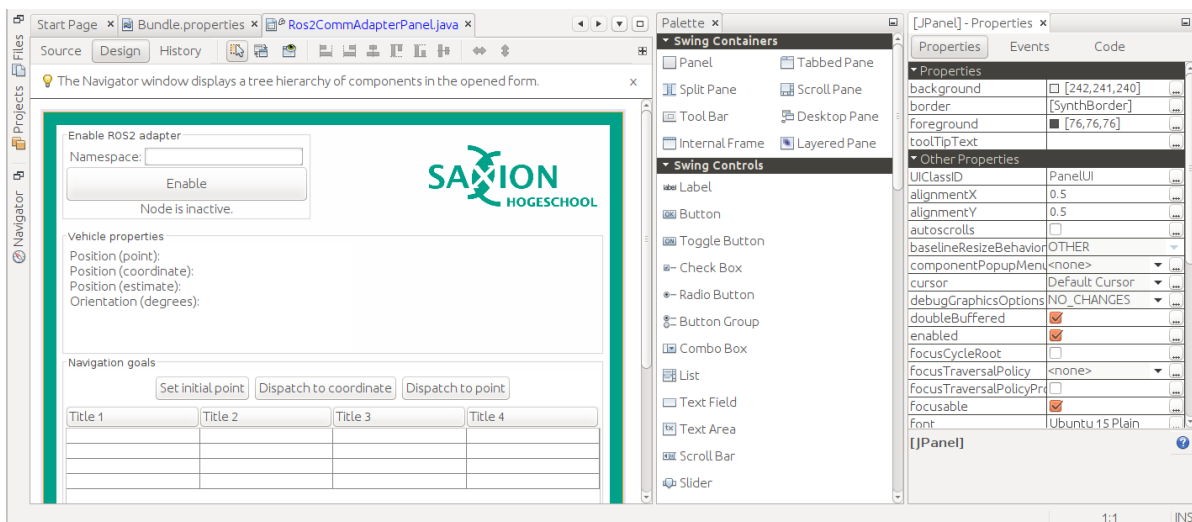 Start Page × Bundle.properties × Ros2CommAdapterPanel.java ×
Source Design History
The Navigator window displays a tree hierarchy of components in the opened form. x
Files
Projects
Navigator
Enable ROS2 adapter
Namespace:
Enable
Node is inactive.
SAXION
HOGESCHOOL
Vehicle properties
Position (point):
Position (coordinate):
Position (estimate):
Orientation (degrees):
Navigation goals
Set initial point Dispatch to coordinate Dispatch to point
Title 1 Title 2 Title 3 Title 4
Palette ×
Swing Containers
Panel Tabbed Pane
Split Pane Scroll Pane
Tool Bar Desktop Pane
Internal Frame Layered Pane
Swing Controls
label Label
OK Button
ON Toggle Button
Check Box
Radio Button
Button Group
Combo Box
List
Text Field
tx Text Area
Scroll Bar
Slider
[JPanel] - Properties ×
Properties Events Code
Properties
background [242,241,240] ...
border [SynthBorder] ...
foreground [76,76,76] ...
toolTipText ...
Other Properties
UIClassID PanelUI ...
alignmentX 0.5 ...
alignmentY 0.5 ...
autoscrolls ...
baselineResizeBehavior OTHER
componentPopupMenu <none> ...
cursor Default Cursor ...
debugGraphicsOptions NO_CHANGES ...
doubleBuffered ...
enabled ...
focusCycleRoot ...
focusTraversalPolicy <none> ...
focusTraversalPolicyPro ...
focusable ...
font Ubuntu 15 Plain ...
[JPanel] ?
1:1 INS